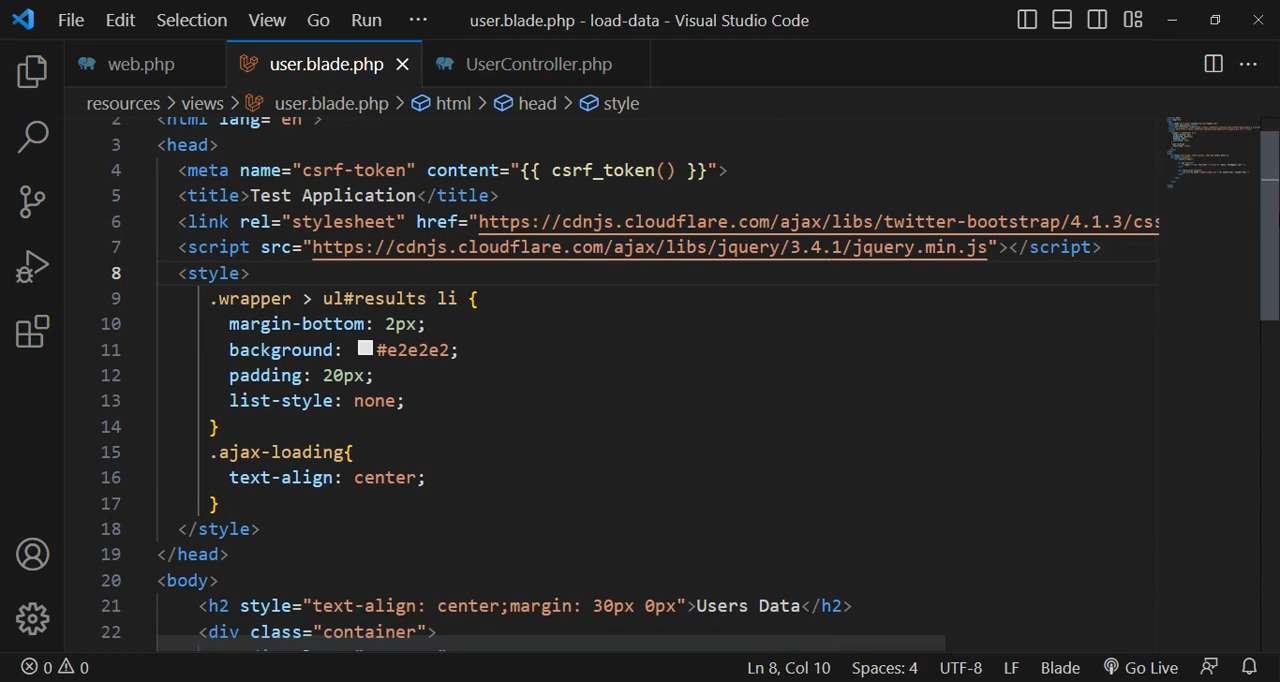 File Edit Selection View Go Run ··· user.blade.php - load-data - Visual Studio Code
web.php user.blade.php UserController.php
resources > views > user.blade.php > html > head > style
2 <html lang="en">
3 <head>
4 <meta name="csrf-token" content="{{ csrf_token() }}">
5 <title>Test Application</title>
6 <link rel="stylesheet" href="https://cdnjs.cloudflare.com/ajax/libs/twitter-bootstrap/4.1.3/css
7 <script src="https://cdnjs.cloudflare.com/ajax/libs/jquery/3.4.1/jquery.min.js"></script>
8 <style>
9 .wrapper > ul#results li {
10 margin-bottom: 2px;
11 background: #e2e2e2;
12 padding: 20px;
13 list-style: none;
14 }
15 .ajax-loading{
16 text-align: center;
17 }
18 </style>
19 </head>
20 <body>
21 <h2 style="text-align: center;margin: 30px 0px">Users Data</h2>
22 <div class="container">
0 0 Ln 8, Col 10 Spaces: 4 UTF-8 LF Blade Go Live